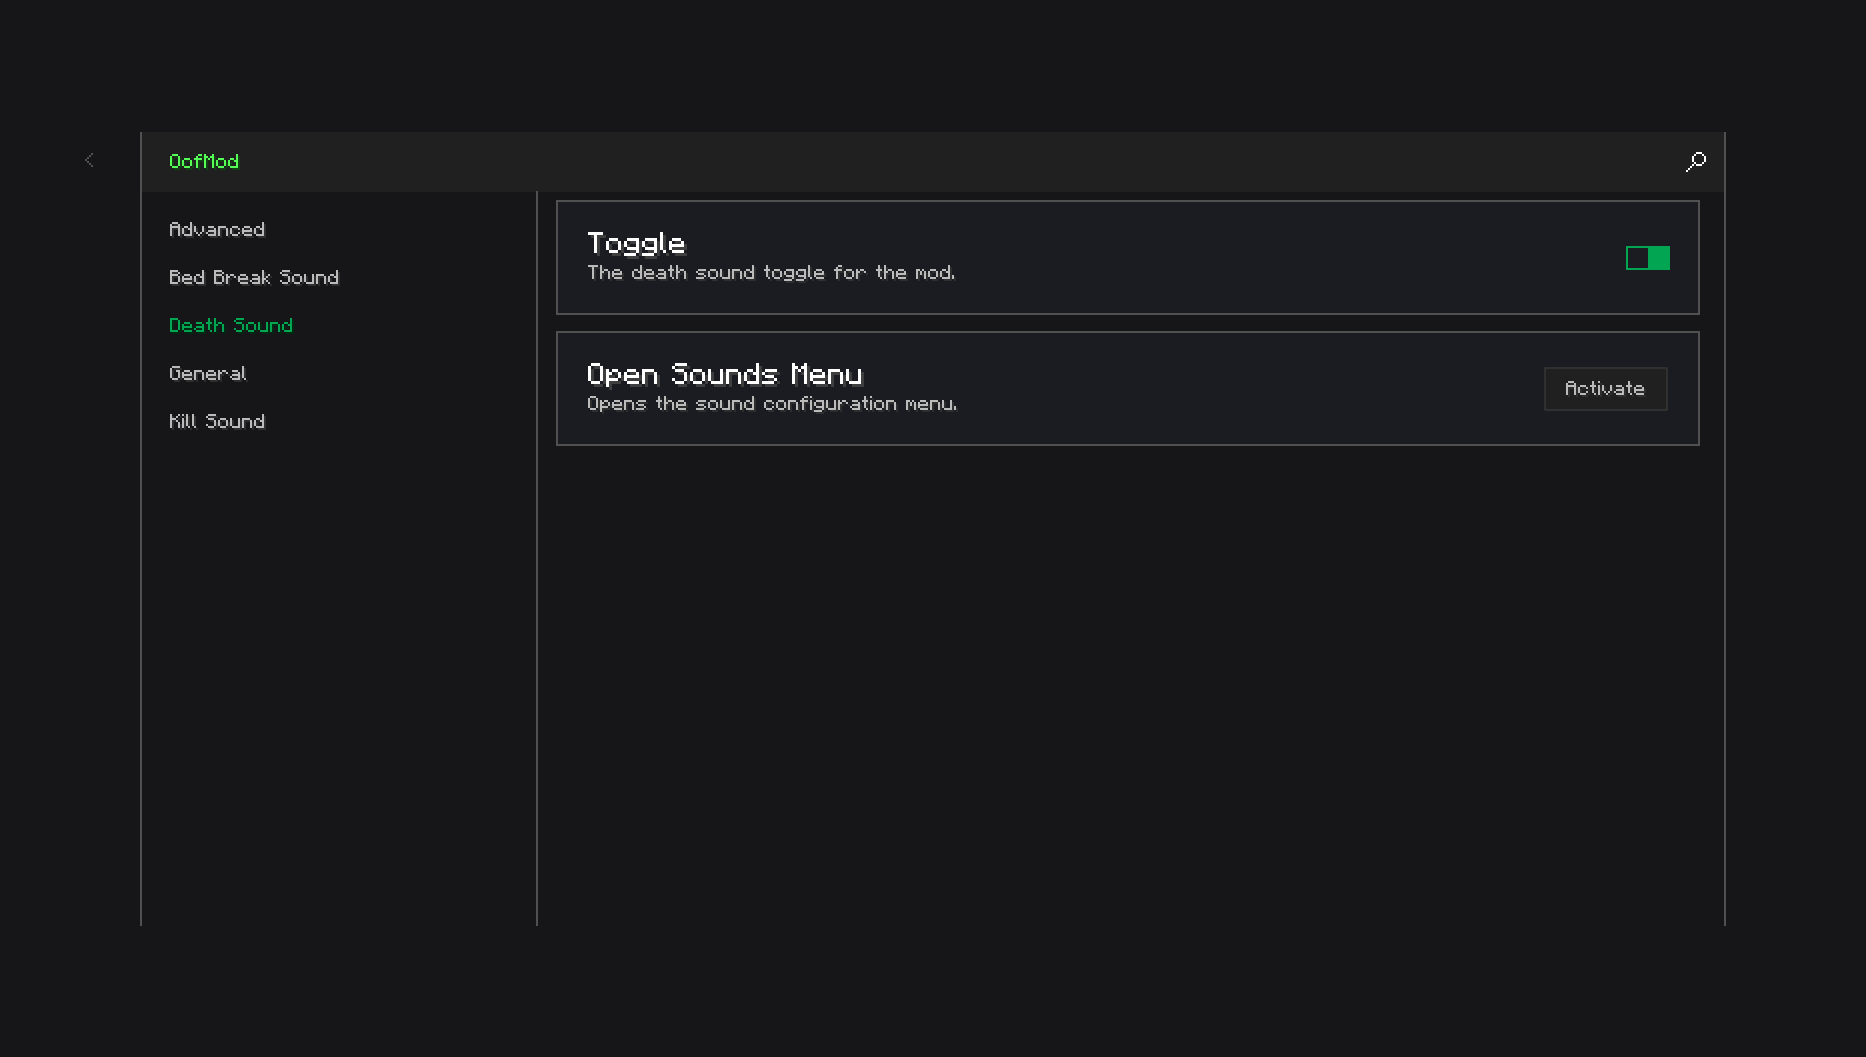 OofMod
Advanced
Bed Break Sound
Death Sound
General
Kill Sound
Toggle
The death sound toggle for the mod.
Open Sounds Menu
Opens the sound configuration menu.
Activate